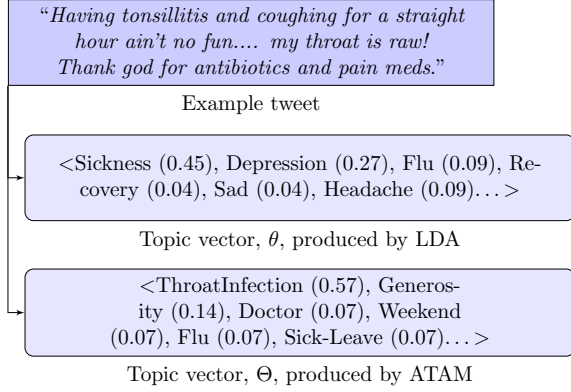 “Having tonsillitis and coughing for a straight
hour ain't no fun.... my throat is raw!
Thank god for antibiotics and pain meds.”
Example tweet
<Sickness (0.45), Depression (0.27), Flu (0.09), Re-
covery (0.04), Sad (0.04), Headache (0.09)...>
Topic vector, θ, produced by LDA
<ThroatInfection (0.57), Generos-
ity (0.14), Doctor (0.07), Weekend
(0.07), Flu (0.07), Sick-Leave (0.07)...>
Topic vector, Θ, produced by ATAM